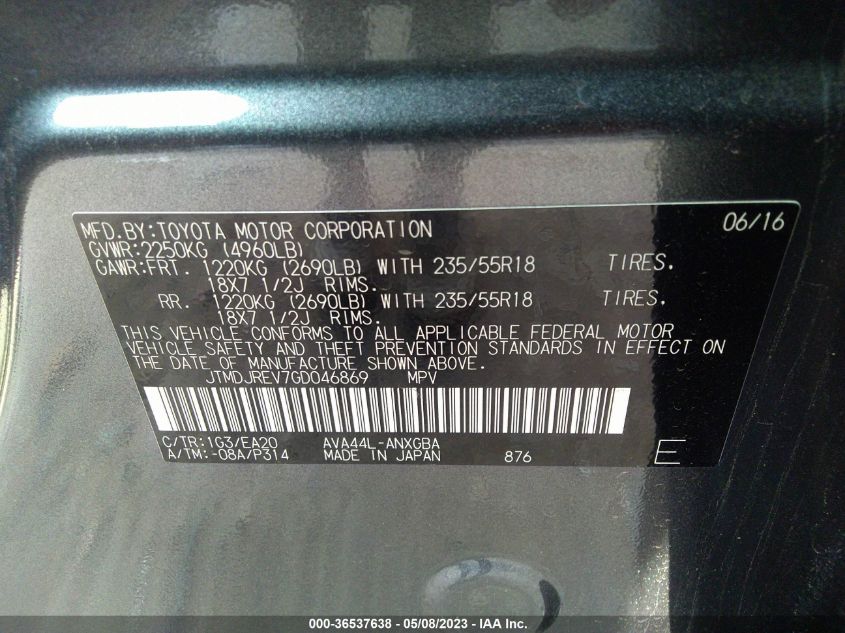 MFD.BY:TOYOTA MOTOR CORPORATION 06/16
GVWR:2250KG (4960LB)
GAWR:FRT. 1220KG (2690LB) WITH 235/55R18 TIRES.
18X7 1/2J RIMS.
RR. 1220KG (2690LB) WITH 235/55R18 TIRES.
18X7 1/2J RIMS.
THIS VEHICLE CONFORMS TO ALL APPLICABLE FEDERAL MOTOR
VEHICLE SAFETY AND THEFT PREVENTION STANDARDS IN EFFECT ON
THE DATE OF MANUFACTURE SHOWN ABOVE.
JTMDJREV7GD046869 MPV
C/TR:1G3/EA20 AVA44L-ANXGBA
A/TM:-08A/P314 MADE IN JAPAN 876 E
000-36537638 - 05/08/2023 - IAA Inc.